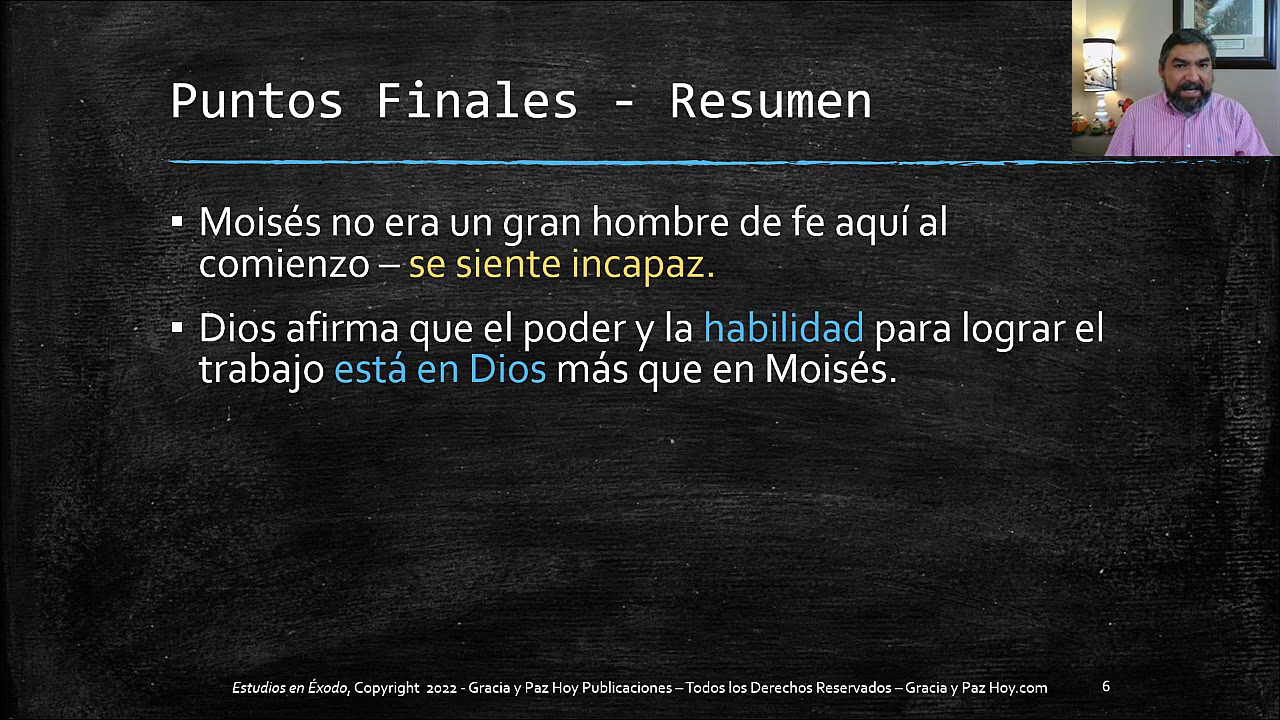 Puntos Finales - Resumen
▪ Moisés no era un gran hombre de fe aquí al
comienzo – se siente incapaz.
▪ Dios afirma que el poder y la habilidad para lograr el
trabajo está en Dios más que en Moisés.
Estudios en Éxodo, Copyright 2022 - Gracia y Paz Hoy Publicaciones – Todos los Derechos Reservados – Gracia y Paz Hoy.com 6